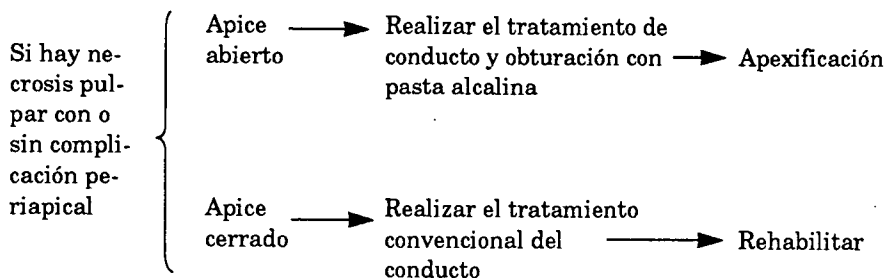 Si hay ne-
crosis pul-
par con o
sin compli-
cación pe-
riapical
Apice
abierto
Realizar el tratamiento de
conducto y obturación con
pasta alcalina
Apexificación
Apice
cerrado
Realizar el tratamiento
convencional del
conducto
Rehabilitar